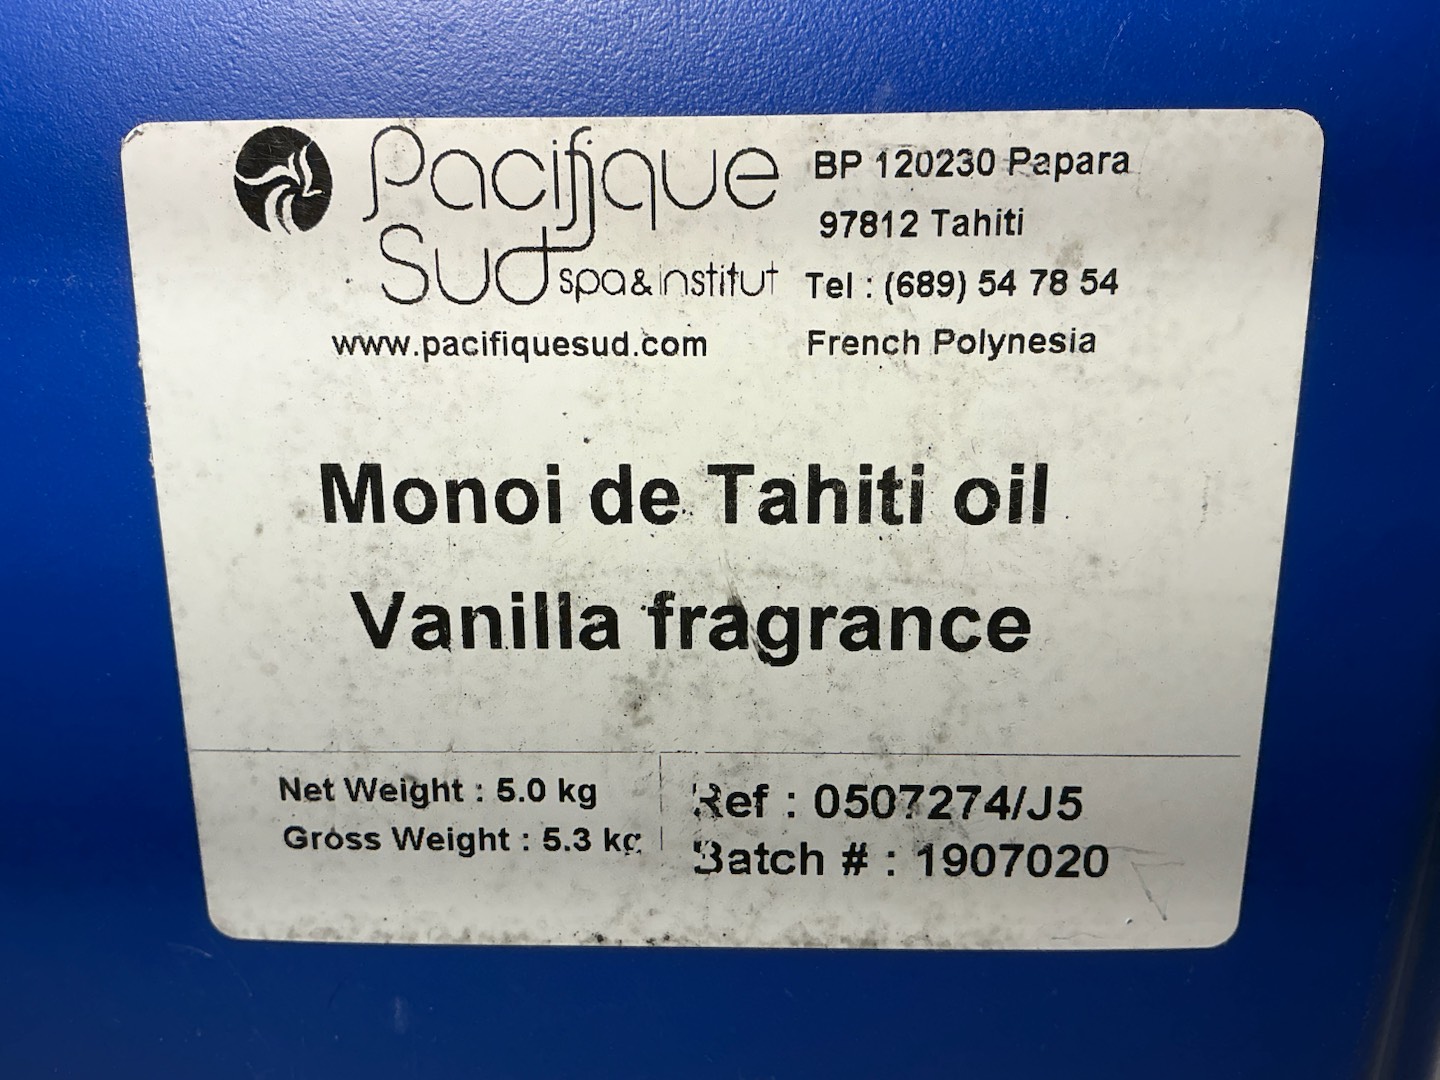 Pacifique
Sud spa & institut
www.pacifiquesud.com
BP 120230 Papara
97812 Tahiti
Tel : (689) 54 78 54
French Polynesia
Monoi de Tahiti oil
Vanilla fragrance
Net Weight : 5.0 kg
Gross Weight : 5.3 kg
Ref : 0507274/J5
Batch # : 1907020